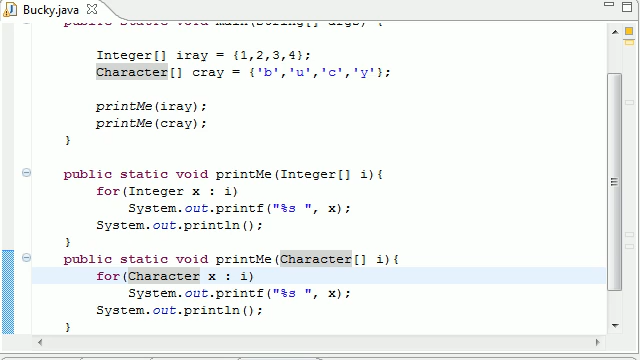 Bucky.java
public static void main(String[] args) {
Integer[] iray = {1,2,3,4};
Character[] cray = {'b','u','c','y'};
printMe(iray);
printMe(cray);
}
public static void printMe(Integer[] i){
for(Integer x : i)
System.out.printf("%s ", x);
System.out.println();
}
public static void printMe(Character[] i){
for(Character x : i)
System.out.printf("%s ", x);
System.out.println();
}